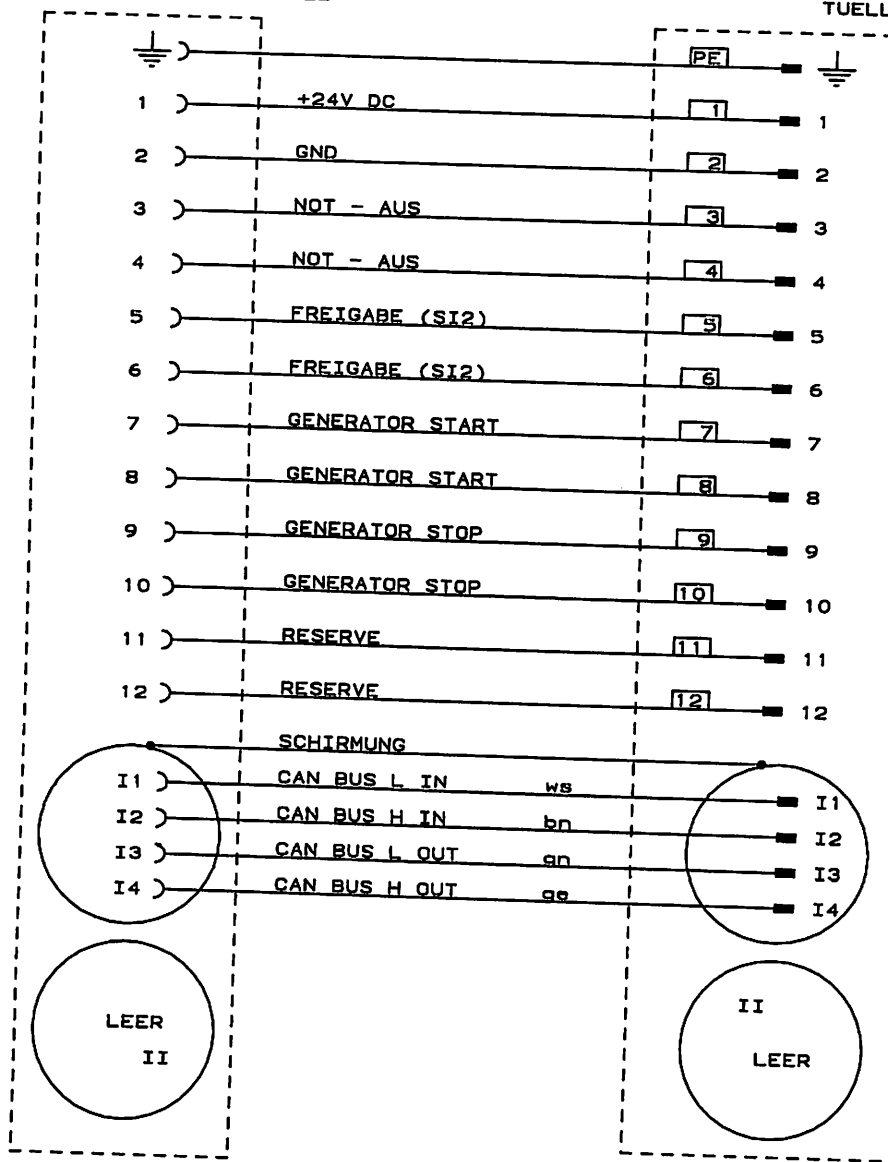 TUELL
PE
1 +24V DC 1 1
2 GND 2 2
3 NOT - AUS 3 3
4 NOT - AUS 4 4
5 FREIGABE (SI2) 5 5
6 FREIGABE (SI2) 6 6
7 GENERATOR START 7 7
8 GENERATOR START 8 8
9 GENERATOR STOP 9 9
10 GENERATOR STOP 10 10
11 RESERVE 11 11
12 RESERVE 12 12
SCHIRMUNG
I1 CAN BUS L IN ws I1
I2 CAN BUS H IN bn I2
I3 CAN BUS L OUT gn I3
I4 CAN BUS H OUT ge I4
LEER
II
II
LEER